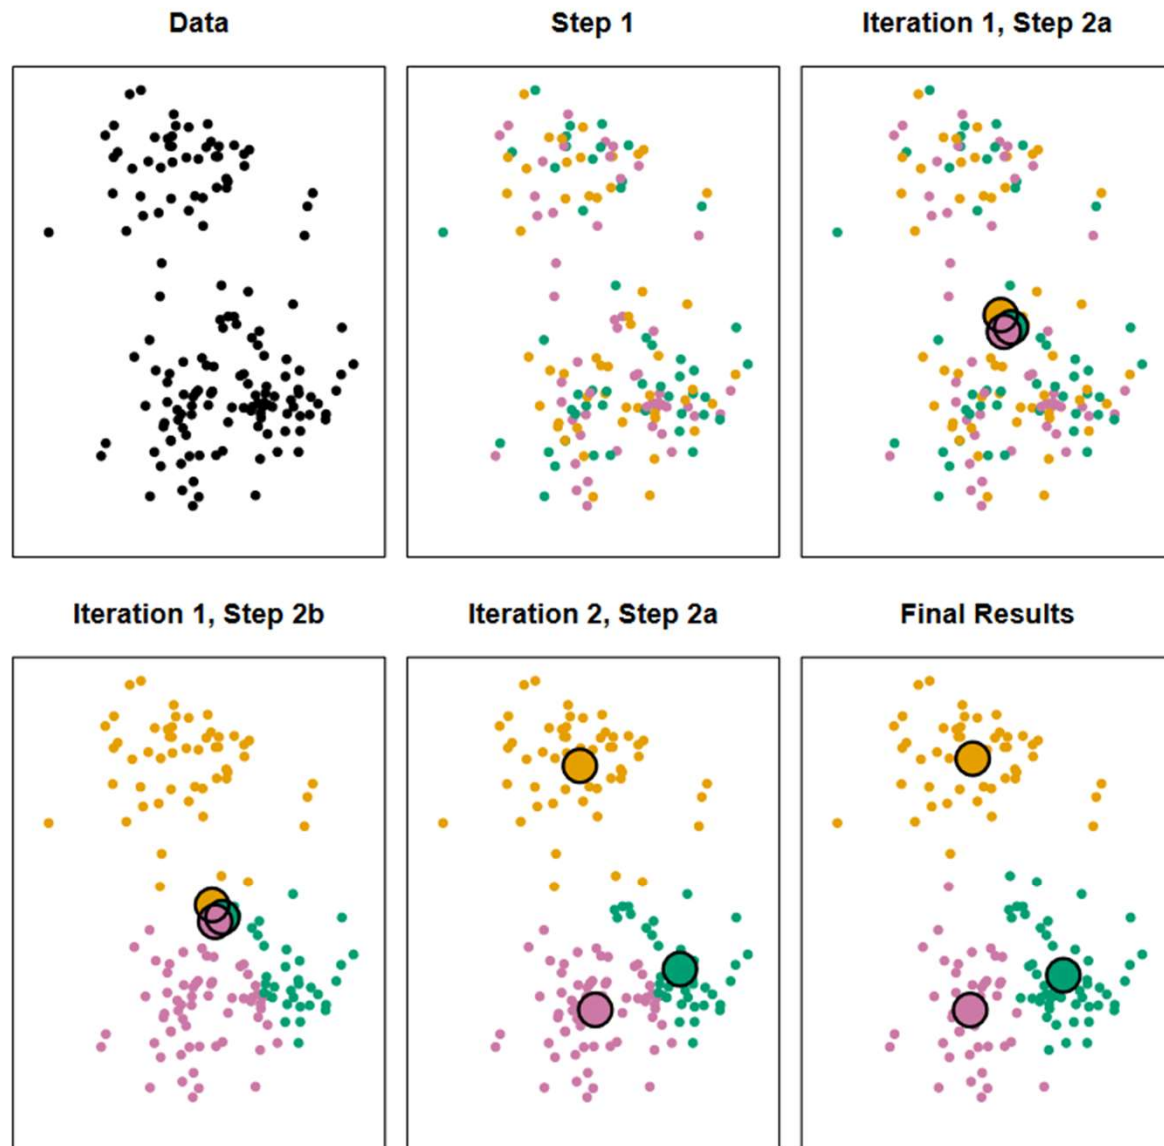 Data
Step 1
Iteration 1, Step 2a
Iteration 1, Step 2b
Iteration 2, Step 2a
Final Results